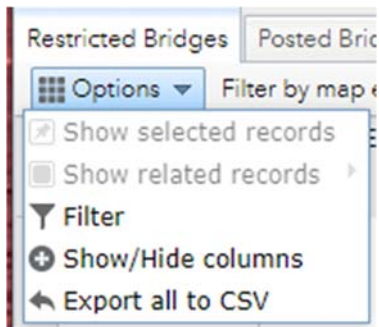 Restricted Bridges Posted Bri
Options Filter by map e
Show selected records
Show related records
Filter
Show/Hide columns
Export all to CSV